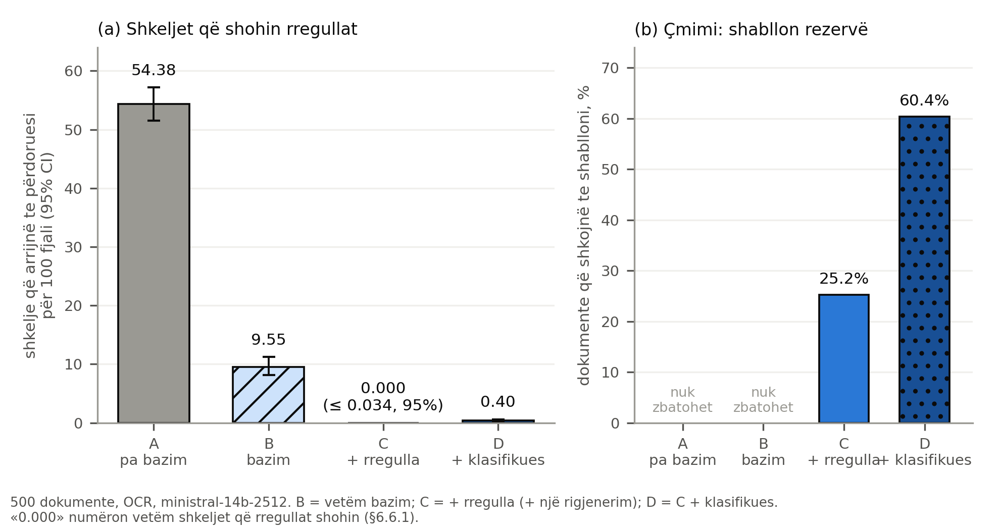 (a) Shkeljet që shohin rregullat
shkelje që arrijnë te përdoruesi
për 100 fjali (95% CI)
60
50
40
30
20
10
0
54.38
9.55
0.000
(≤ 0.034, 95%)
0.40
A
pa bazim
B
bazim
C
+ rregulla
D
+ klasifikues
(b) Çmimi: shabllon rezervë
dokumente që shkojnë te shablloni, %
70
60
50
40
30
20
10
0
nuk
zbatohet
nuk
zbatohet
25.2%
60.4%
A
pa bazim
B
bazim
C
+ rregulla
D
+ klasifikues
500 dokumente, OCR, ministral-14b-2512. B = vetëm bazim; C = + rregulla (+ një rigjenerim); D = C + klasifikues.
«0.000» numëron vetëm shkeljet që rregullat shohin (§6.6.1).